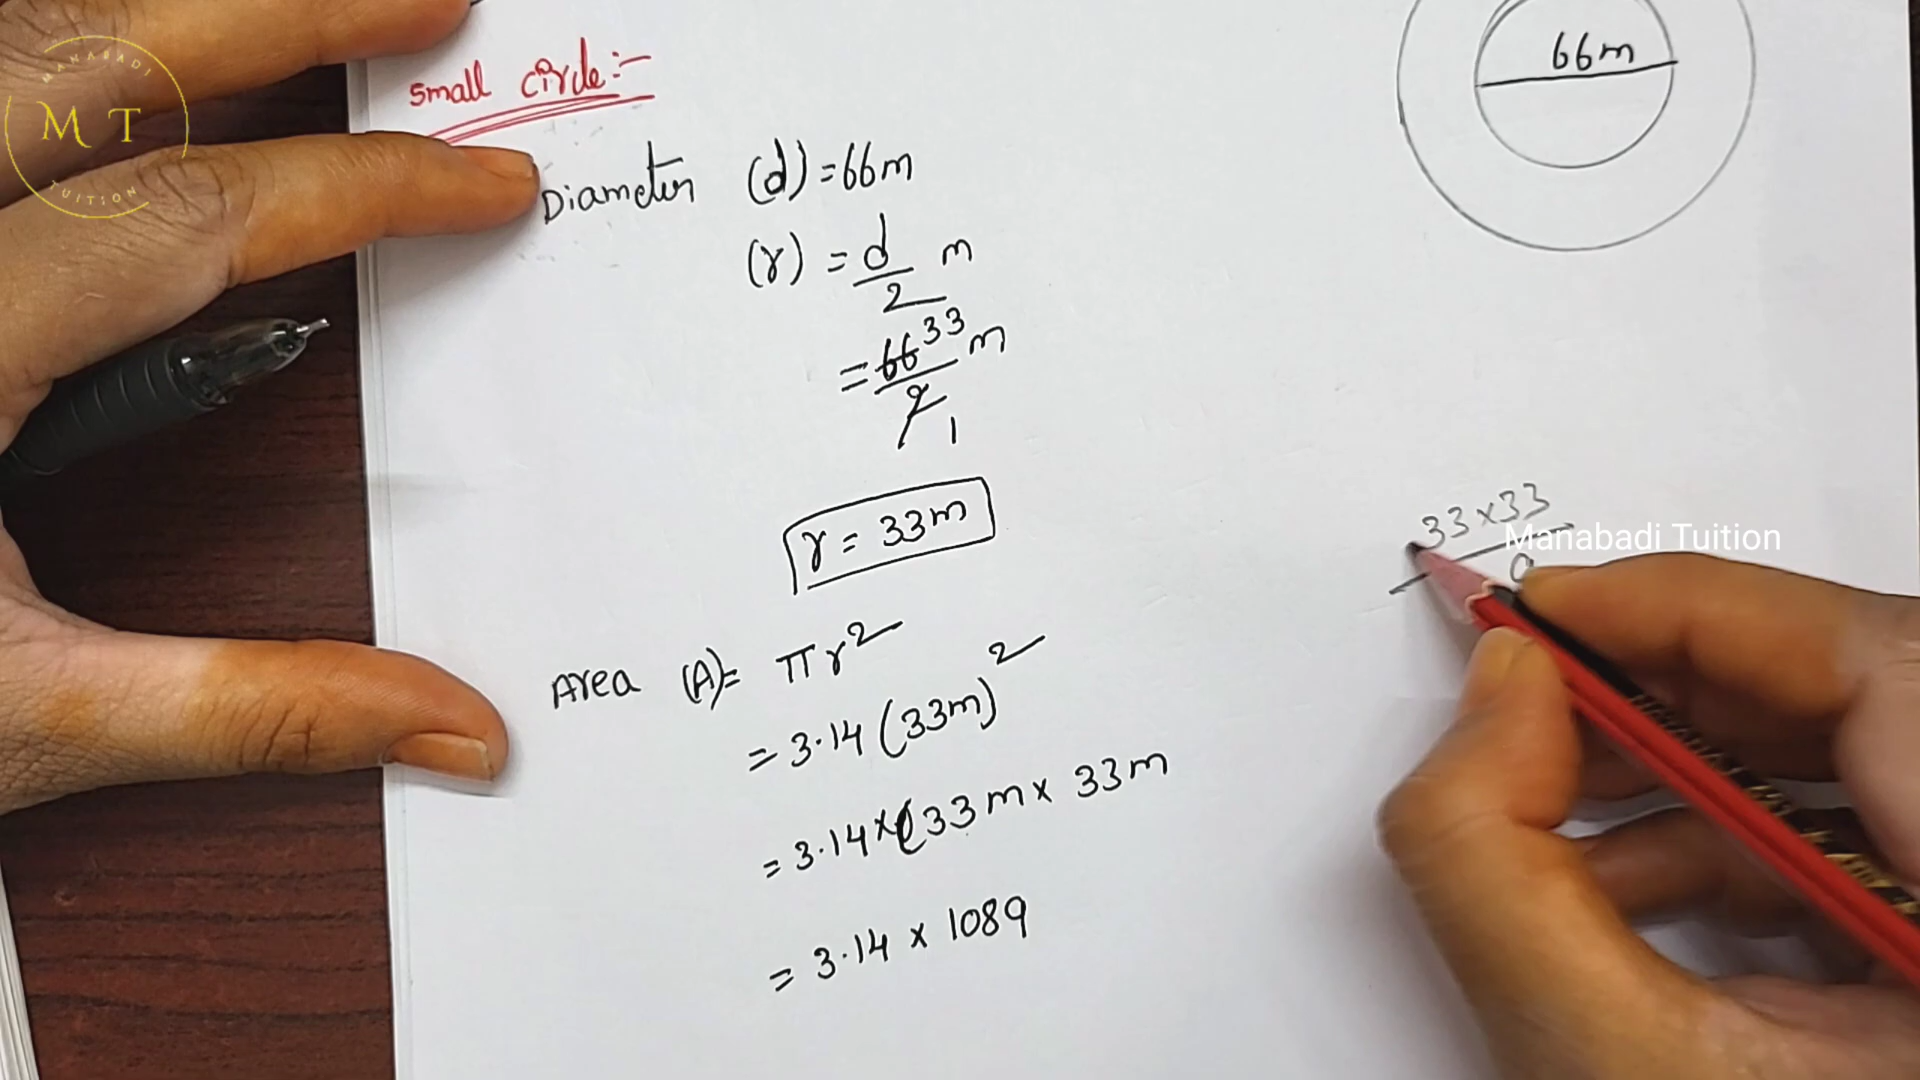 MANABADI
M T
TUITION
Small circle:-
66m
Diameter (d) = 66m
(r) = d/2 m
= 66 33/2 1 m
r = 33m
33 x 33
Manabadi Tuition
9
Area (A) = πr²
= 3.14 (33m)²
= 3.14 x (33m x 33m
= 3.14 x 1089